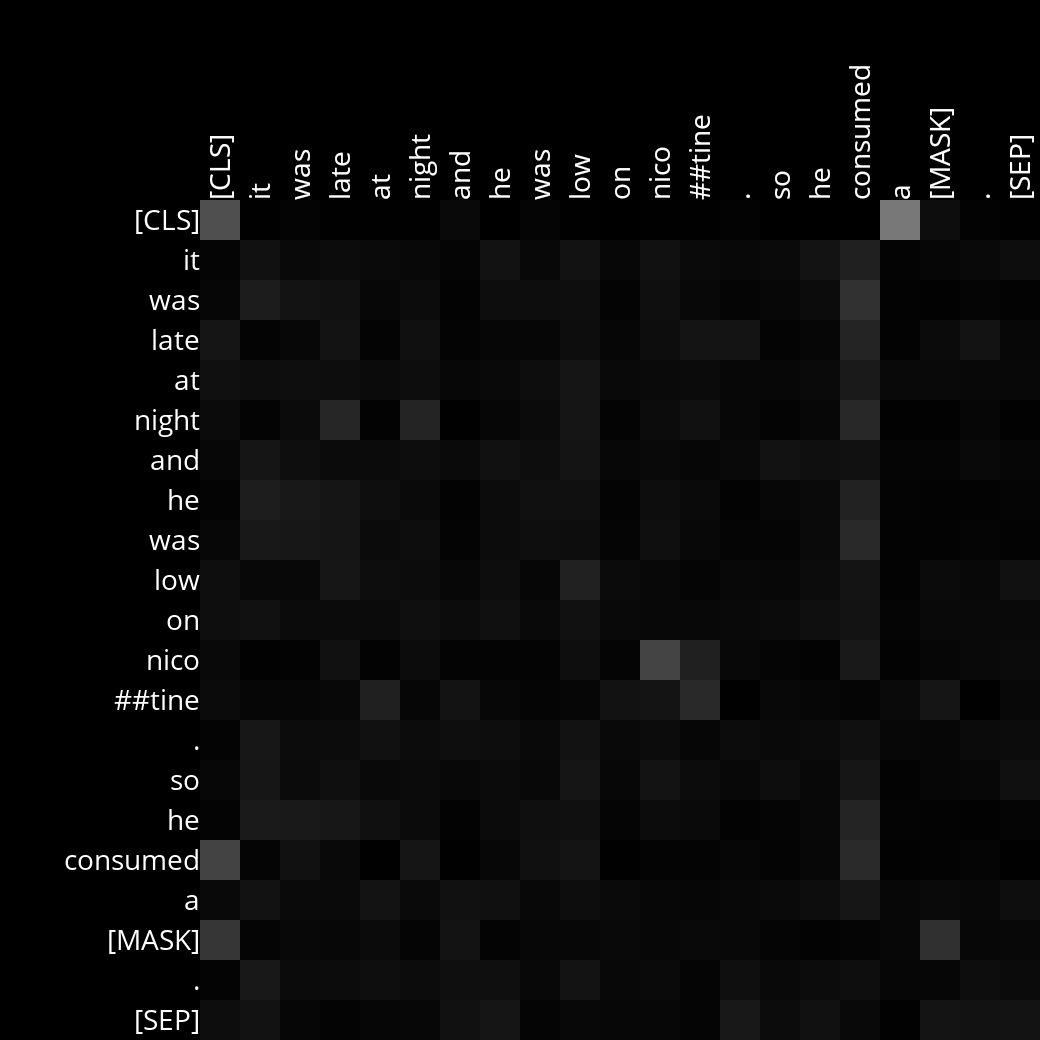 [CLS] it was late at night and he was low on nico ##tine . so he consumed a [MASK] . [SEP]
[CLS]
it
was
late
at
night
and
he
was
low
on
nico
##tine
.
so
he
consumed
a
[MASK]
.
[SEP]